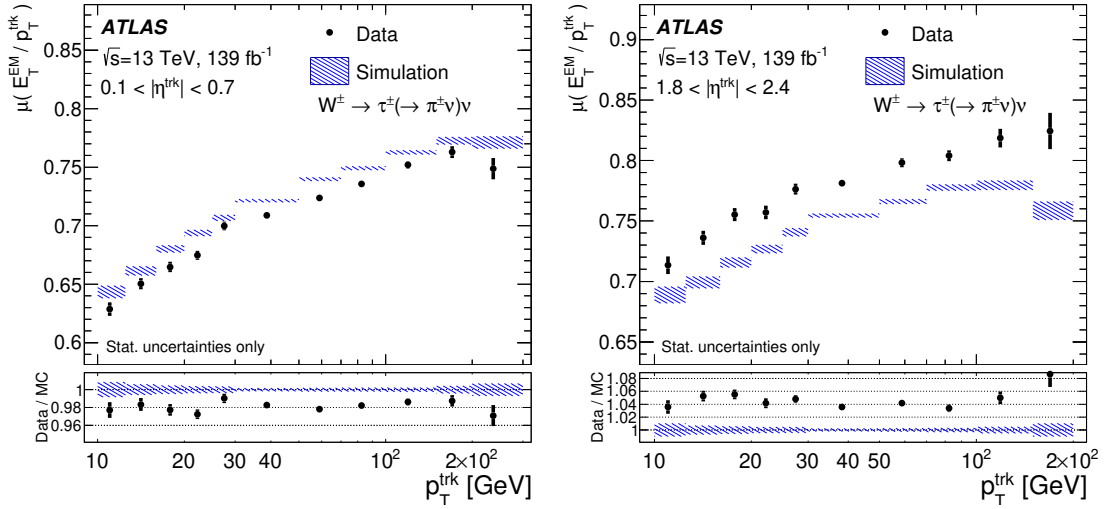 ATLAS
√s=13 TeV, 139 fb⁻¹
0.1 < |η^trk| < 0.7
Data
Simulation
W± → τ±(→ π±ν)ν
μ( E_T^EM / p_T^trk )
0.85
0.8
0.75
0.7
0.65
0.6
Stat. uncertainties only
Data / MC
1
0.98
0.96
10
20
30
40
10²
2×10²
p_T^trk [GeV]
ATLAS
√s=13 TeV, 139 fb⁻¹
1.8 < |η^trk| < 2.4
Data
Simulation
W± → τ±(→ π±ν)ν
μ( E_T^EM / p_T^trk )
0.9
0.85
0.8
0.75
0.7
0.65
Stat. uncertainties only
Data / MC
1.08
1.06
1.04
1.02
1
10
20
30
40
50
10²
2×10²
p_T^trk [GeV]